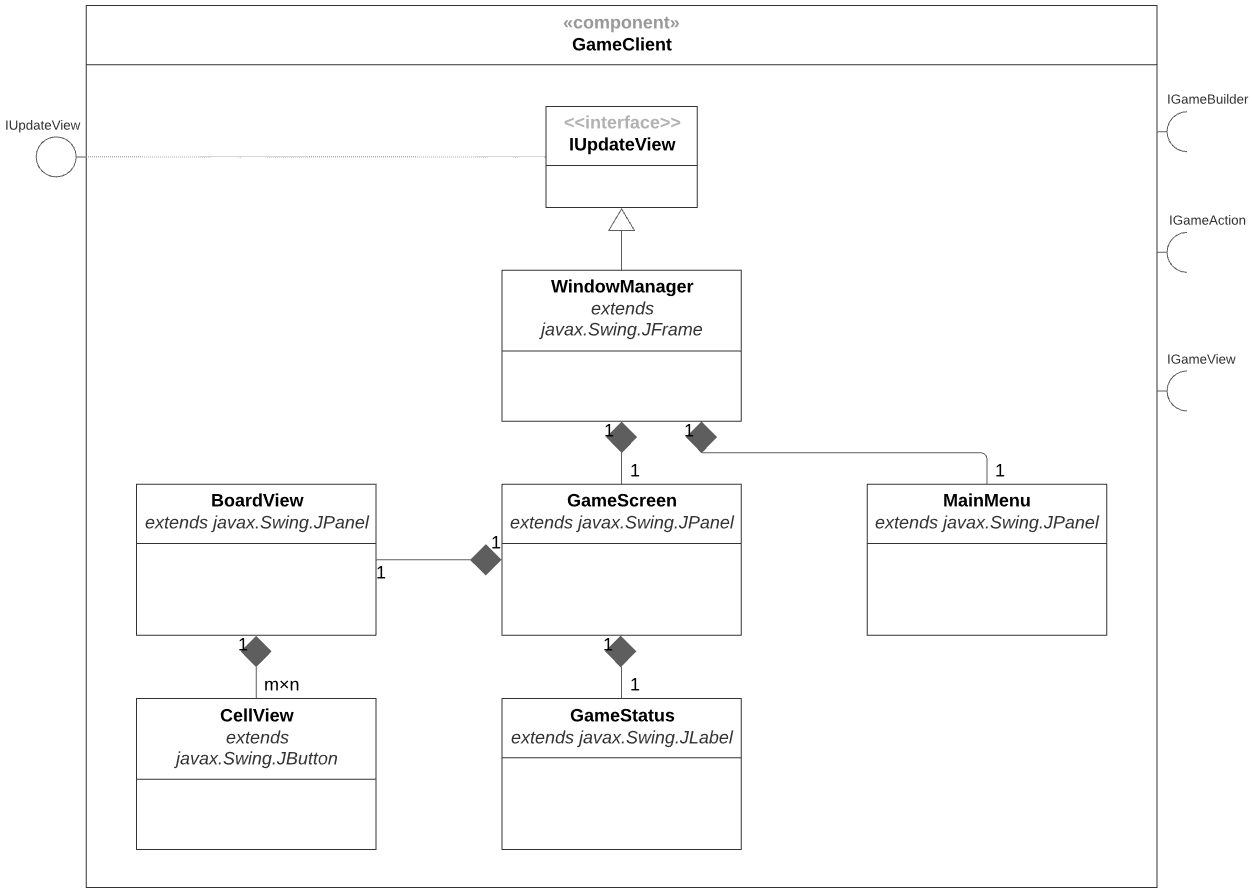 «component»
GameClient
IUpdateView
IGameBuilder
<<interface>>
IUpdateView
IGameAction
WindowManager
extends
javax.Swing.JFrame
IGameView
1
1
1
1
BoardView
extends javax.Swing.JPanel
GameScreen
extends javax.Swing.JPanel
MainMenu
extends javax.Swing.JPanel
1
1
1
m×n
1
1
CellView
extends
javax.Swing.JButton
GameStatus
extends javax.Swing.JLabel